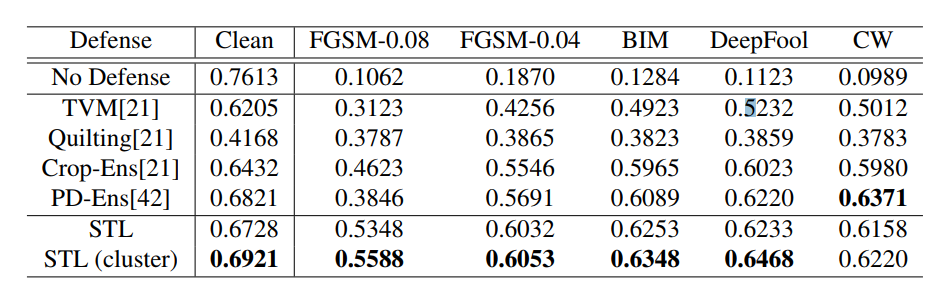 Defense Clean FGSM-0.08 FGSM-0.04 BIM DeepFool CW
No Defense 0.7613 0.1062 0.1870 0.1284 0.1123 0.0989
TVM[21] 0.6205 0.3123 0.4256 0.4923 0.5232 0.5012
Quilting[21] 0.4168 0.3787 0.3865 0.3823 0.3859 0.3783
Crop-Ens[21] 0.6432 0.4623 0.5546 0.5965 0.6023 0.5980
PD-Ens[42] 0.6821 0.3846 0.5691 0.6089 0.6220 0.6371
STL 0.6728 0.5348 0.6032 0.6253 0.6233 0.6158
STL (cluster) 0.6921 0.5588 0.6053 0.6348 0.6468 0.6220